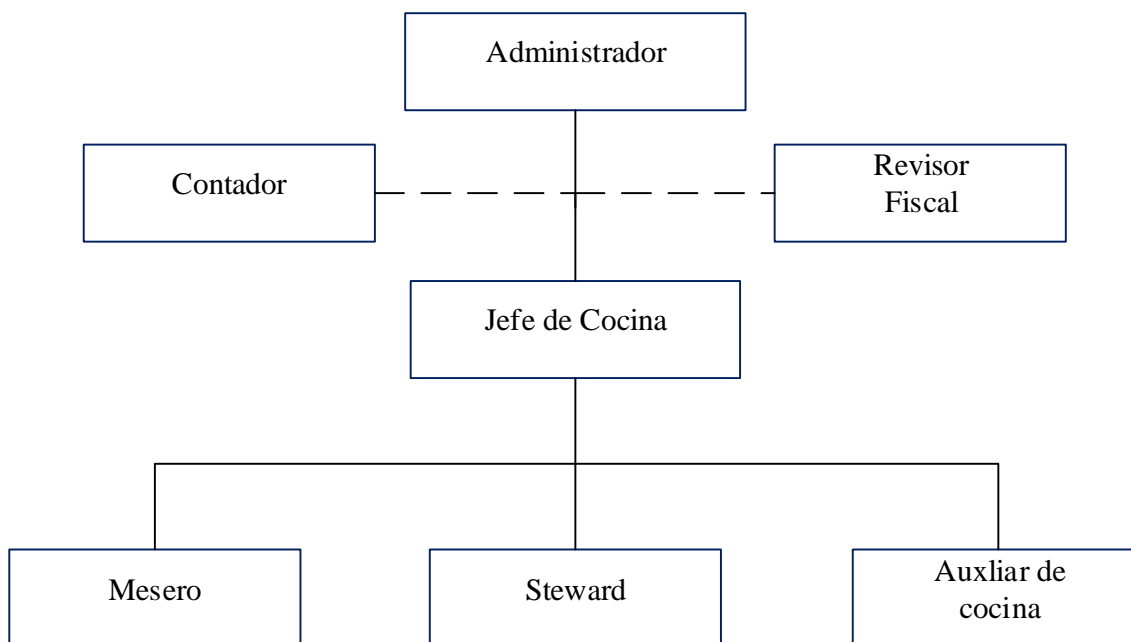 Administrador
Contador
Revisor
Fiscal
Jefe de Cocina
Mesero
Steward
Auxliar de
cocina